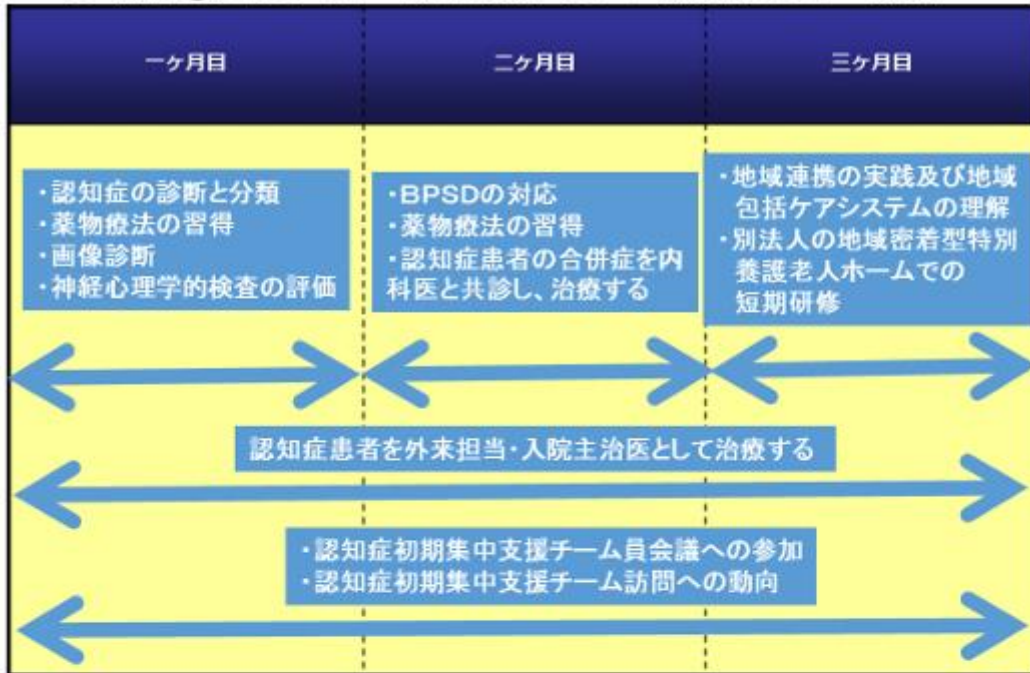 一ヶ月目
二ヶ月目
三ヶ月目
・認知症の診断と分類
・薬物療法の習得
・画像診断
・神経心理学的検査の評価
・BPSDの対応
・薬物療法の習得
・認知症患者の合併症を内
科医と共診し、治療する
・地域連携の実践及び地域
包括ケアシステムの理解
・別法人の地域密着型特別
養護老人ホームでの
短期研修
認知症患者を外来担当・入院主治医として治療する
・認知症初期集中支援チーム員会議への参加
・認知症初期集中支援チーム訪問への動向